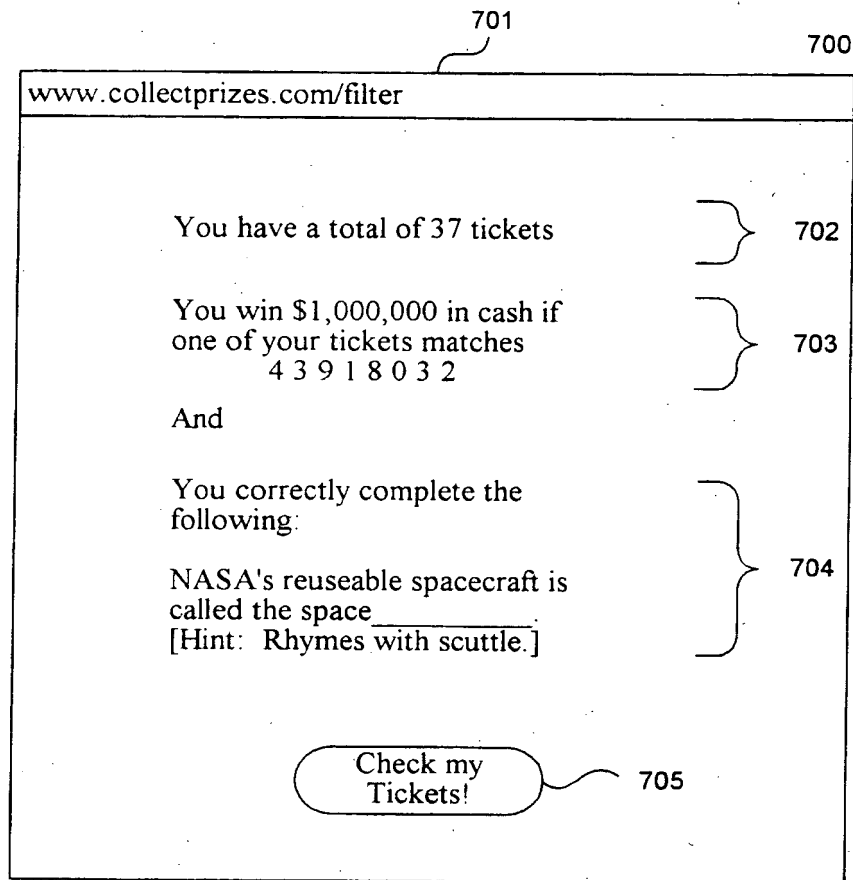 701
700
www.collectprizes.com/filter
You have a total of 37 tickets
702
You win $1,000,000 in cash if
one of your tickets matches
4 3 9 1 8 0 3 2
703
And
You correctly complete the
following:
NASA's reuseable spacecraft is
called the space__________.
[Hint: Rhymes with scuttle.]
704
Check my
Tickets!
705